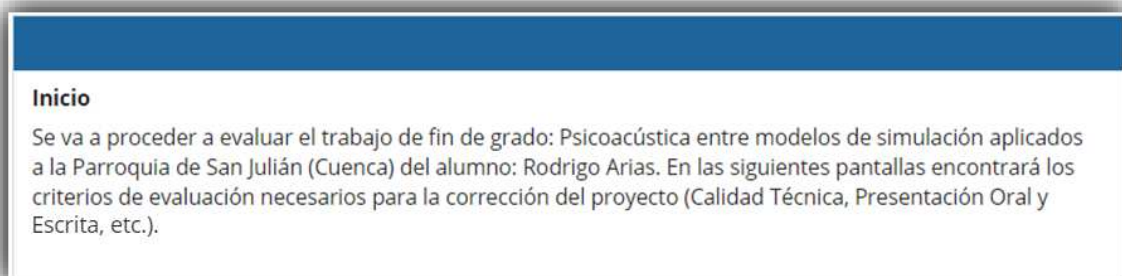 Inicio
Se va a proceder a evaluar el trabajo de fin de grado: Psicoacústica entre modelos de simulación aplicados
a la Parroquia de San Julián (Cuenca) del alumno: Rodrigo Arias. En las siguientes pantallas encontrará los
criterios de evaluación necesarios para la corrección del proyecto (Calidad Técnica, Presentación Oral y
Escrita, etc.).